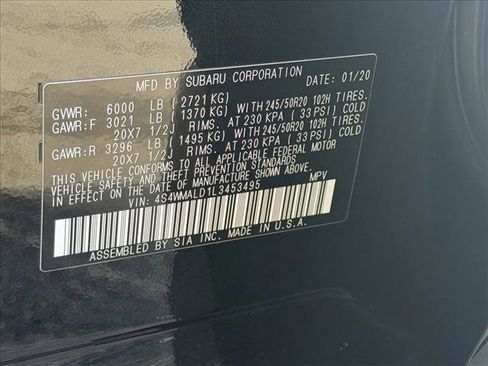 MFD BY SUBARU CORPORATION DATE: 01/20
GVWR: 6000 LB ( 2721 KG)
GAWR: F 3021 LB ( 1370 KG) WITH 245/50R20 102H TIRES.
20X7 1/2J RIMS. AT 230 KPA ( 33 PSI) COLD
GAWR: R 3296 LB ( 1495 KG) WITH 245/50R20 102H TIRES.
20X7 1/2J RIMS. AT 230 KPA ( 33 PSI) COLD
THIS VEHICLE CONFORMS TO ALL APPLICABLE FEDERAL MOTOR
VEHICLE SAFETY, BUMPER, AND THEFT PREVENTION STANDARDS
IN EFFECT ON THE DATE OF MANUFACTURE SHOWN ABOVE.
VIN: 4S4WMALD1L3453495 MPV
ASSEMBLED BY SIA INC. MADE IN U.S.A.